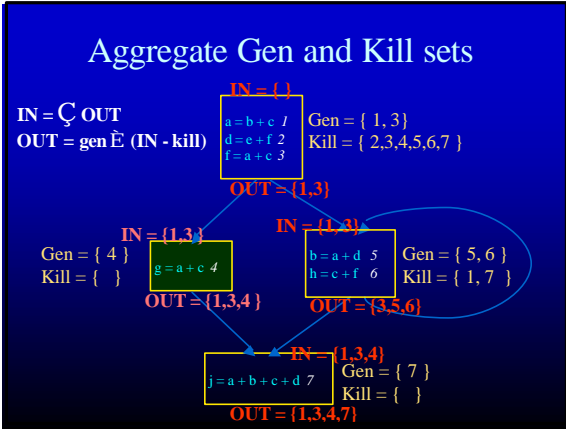 Aggregate Gen and Kill sets
IN = { }
IN = Ç OUT
OUT = gen È (IN - kill)
a = b + c 1
d = e + f 2
f = a + c 3
Gen = { 1, 3}
Kill = { 2,3,4,5,6,7 }
OUT = {1,3}
IN = {1,3}
Gen = { 4 }
Kill = { }
g = a + c 4
OUT = {1,3,4}
IN = {1, 3}
b = a + d 5
h = c + f 6
Gen = { 5, 6 }
Kill = { 1, 7 }
OUT = {3,5,6}
IN = {1,3,4}
j = a + b + c + d 7
Gen = { 7 }
Kill = { }
OUT = {1,3,4,7}